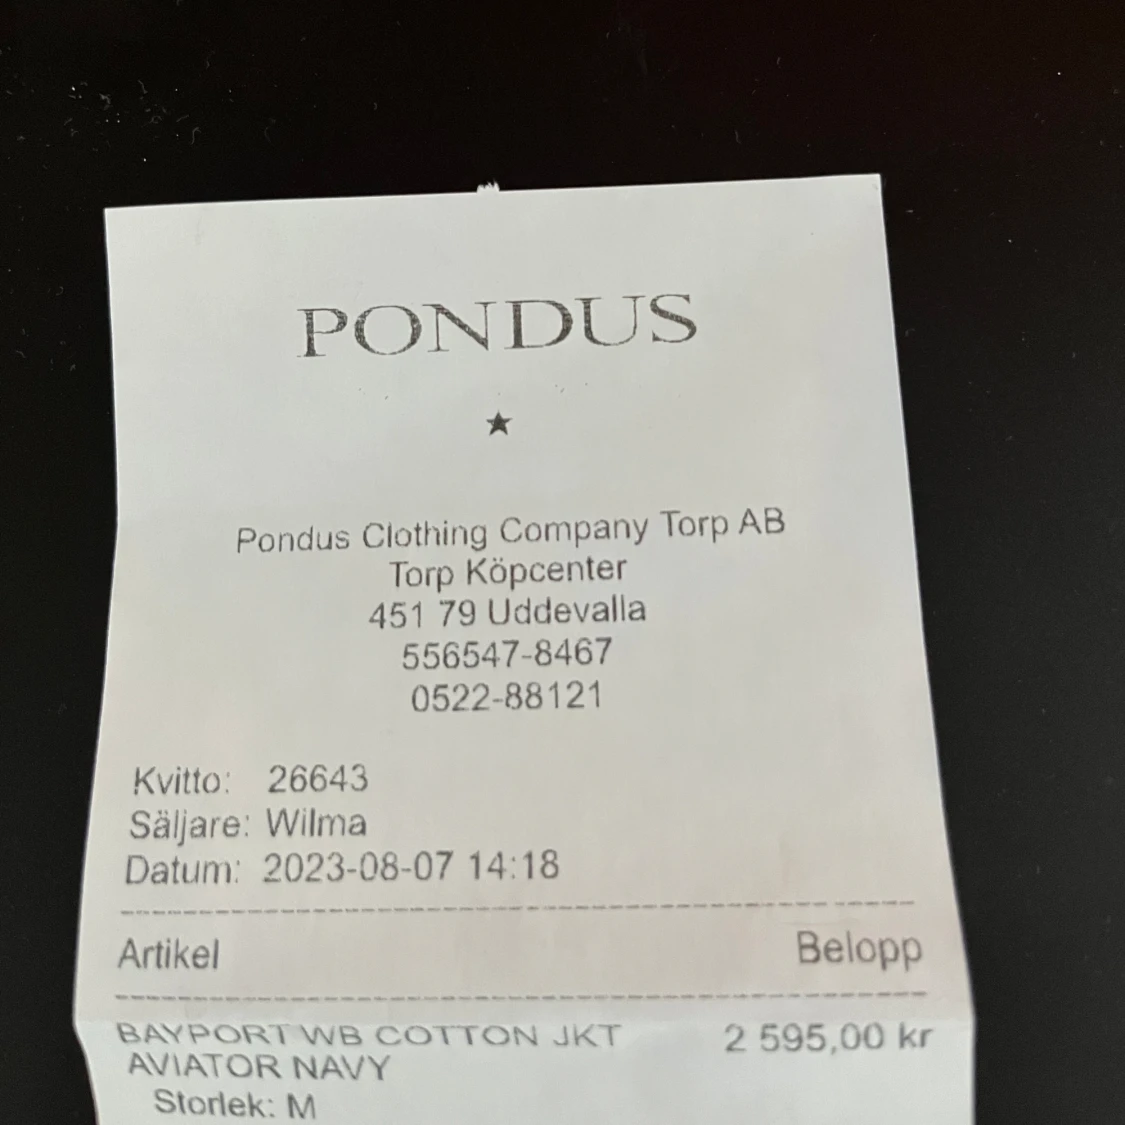 PONDUS
★
Pondus Clothing Company Torp AB
Torp Köpcenter
451 79 Uddevalla
556547-8467
0522-88121
Kvitto: 26643
Säljare: Wilma
Datum: 2023-08-07 14:18
Artikel Belopp
BAYPORT WB COTTON JKT 2 595,00 kr
AVIATOR NAVY
Storlek: M